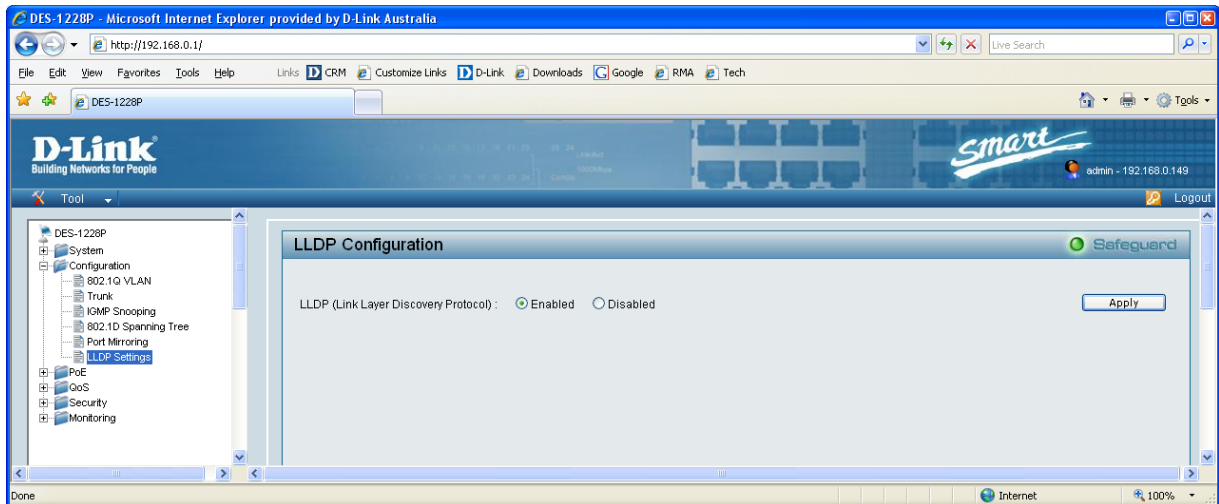 DES-1228P - Microsoft Internet Explorer provided by D-Link Australia
http://192.168.0.1/
Live Search
File Edit View Favorites Tools Help
Links CRM Customize Links D-Link Downloads Google RMA Tech
DES-1228P
Tools
D-Link
Building Networks for People
smart
admin - 192.168.0.149
Tool
Logout
DES-1228P
System
Configuration
802.1Q VLAN
Trunk
IGMP Snooping
802.1D Spanning Tree
Port Mirroring
LLDP Settings
PoE
QoS
Security
Monitoring
LLDP Configuration
Safeguard
LLDP (Link Layer Discovery Protocol) : Enabled Disabled
Apply
Done
Internet
100%